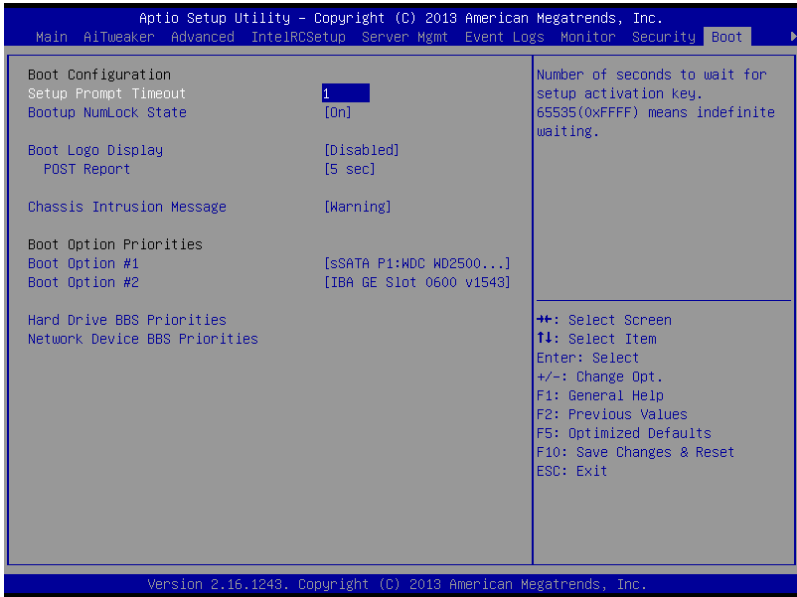 Aptio Setup Utility – Copyright (C) 2013 American Megatrends, Inc.
Main AiTweaker Advanced IntelRCSetup Server Mgmt Event Logs Monitor Security Boot
Boot Configuration
Setup Prompt Timeout 1
Bootup NumLock State [On]
Boot Logo Display [Disabled]
POST Report [5 sec]
Chassis Intrusion Message [Warning]
Boot Option Priorities
Boot Option #1 [sSATA P1:WDC WD2500...]
Boot Option #2 [IBA GE Slot 0600 v1543]
Hard Drive BBS Priorities
Network Device BBS Priorities
Number of seconds to wait for
setup activation key.
65535(0xFFFF) means indefinite
waiting.
→←: Select Screen
↑↓: Select Item
Enter: Select
+/-: Change Opt.
F1: General Help
F2: Previous Values
F5: Optimized Defaults
F10: Save Changes & Reset
ESC: Exit
Version 2.16.1243. Copyright (C) 2013 American Megatrends, Inc.